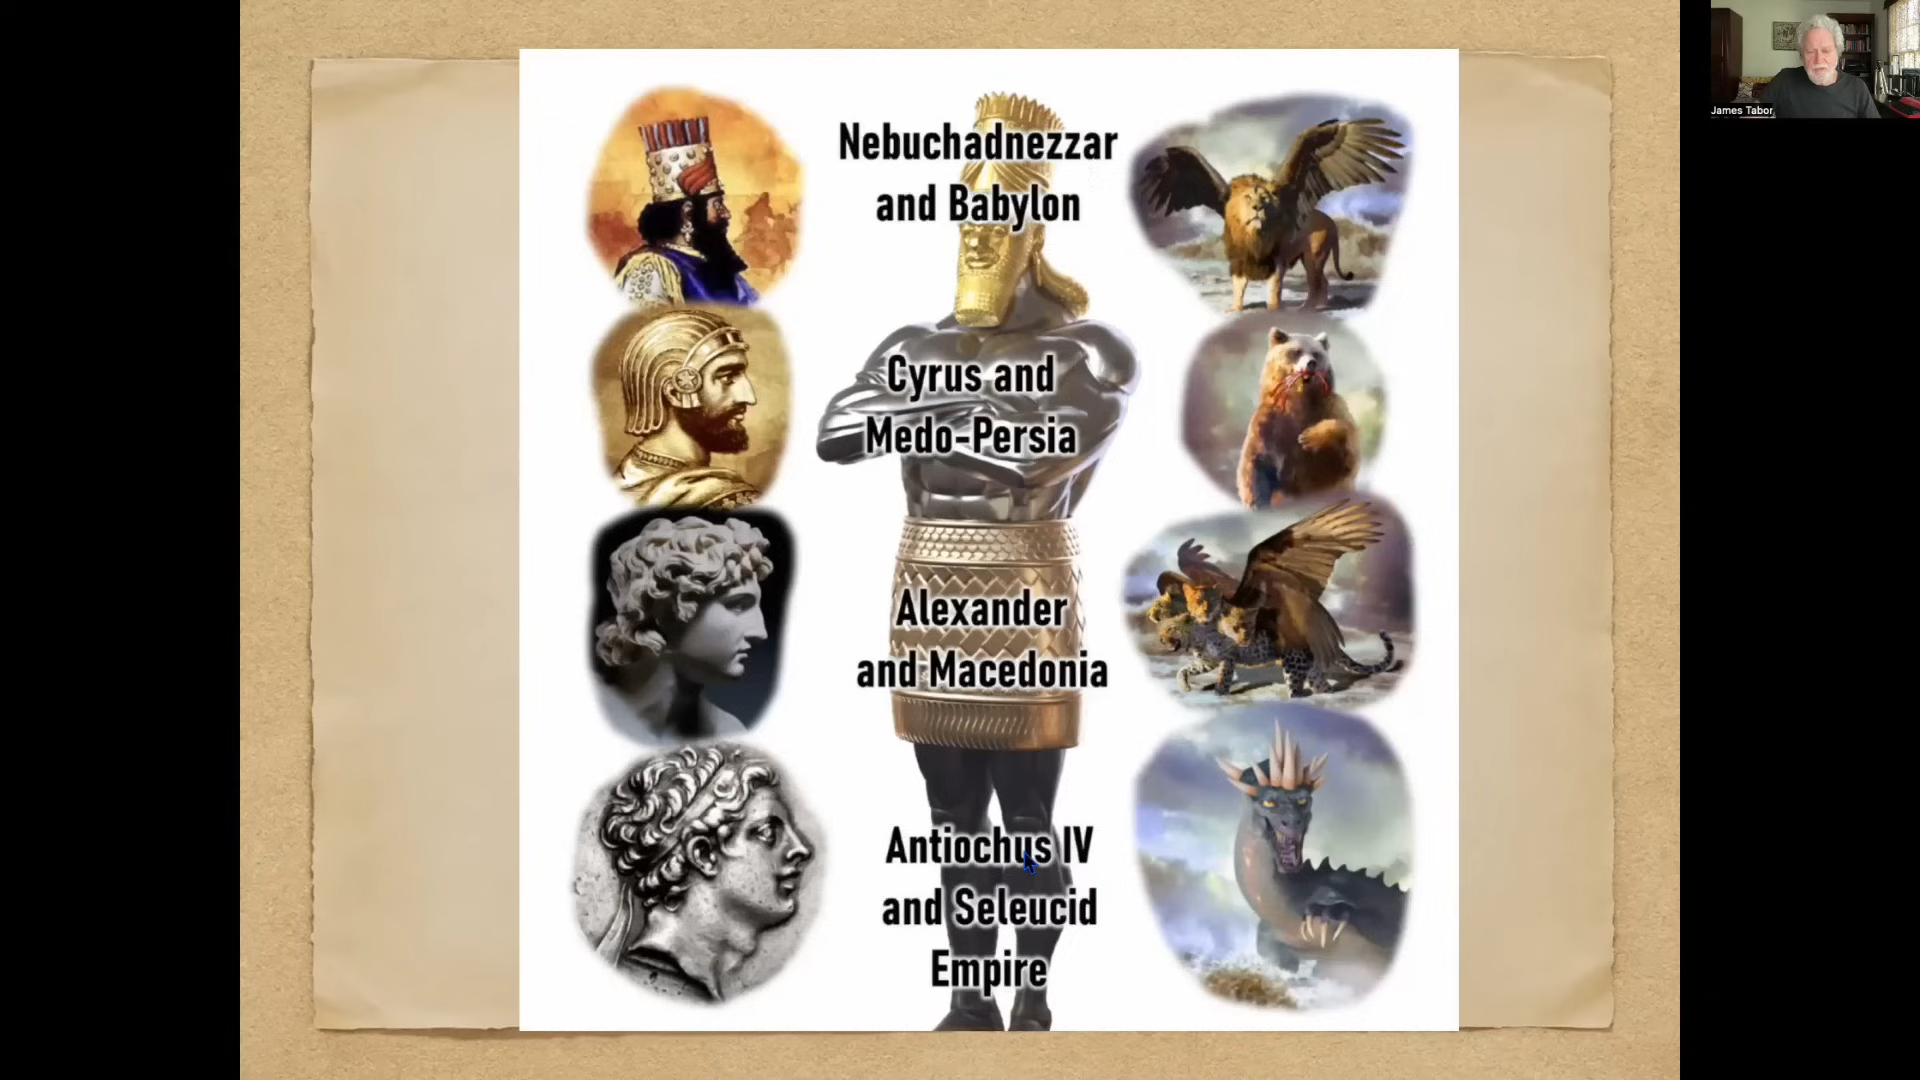 Nebuchadnezzar
and Babylon
Cyrus and
Medo-Persia
Alexander
and Macedonia
Antiochus IV
and Seleucid
Empire
James Tabor